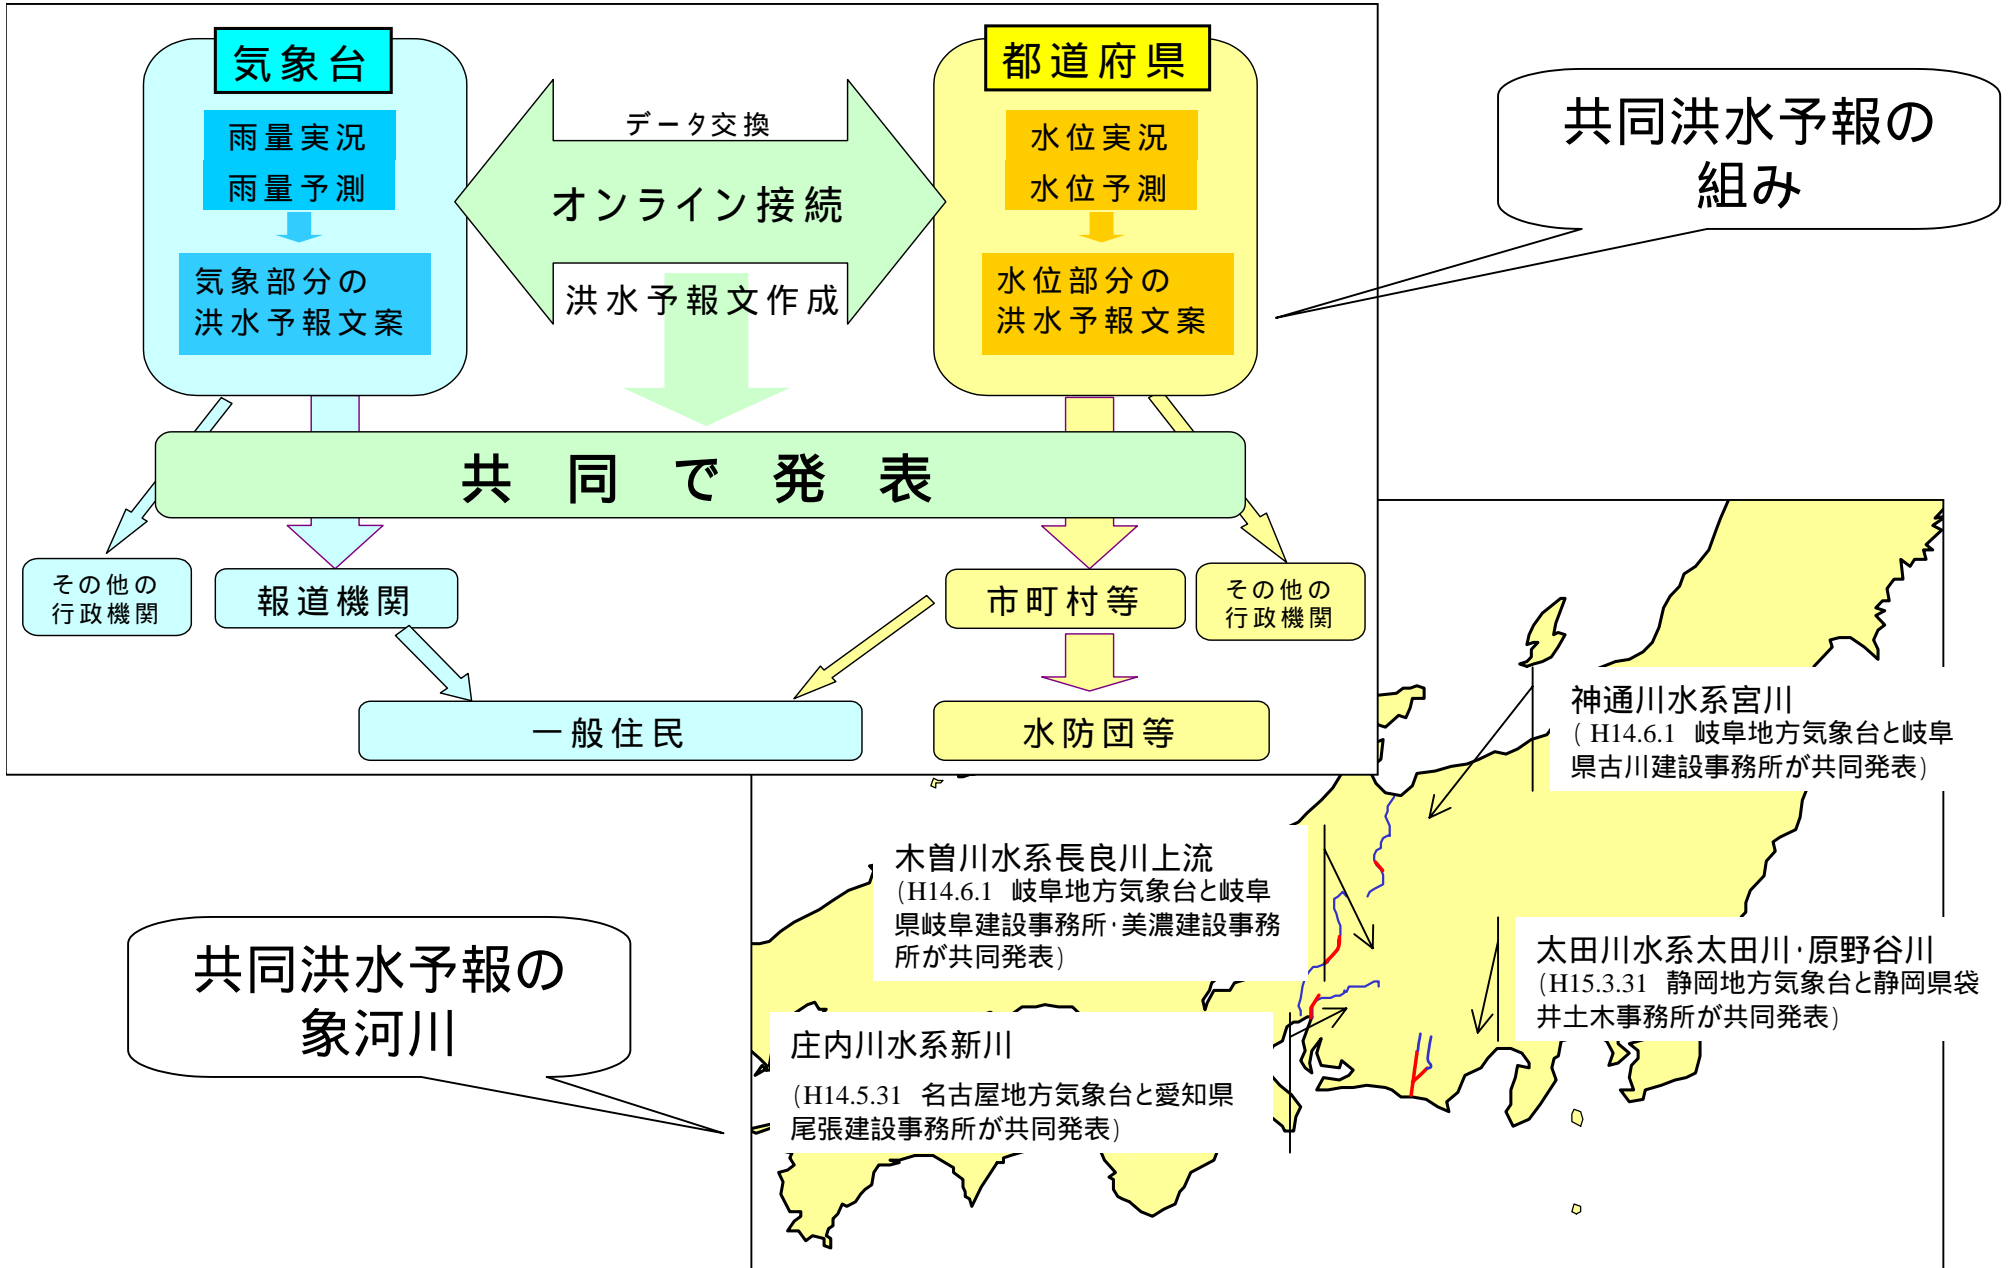 気象台
雨量実況
雨量予測
気象部分の
洪水予報文案
データ交換
オンライン接続
洪水予報文作成
都道府県
水位実況
水位予測
水位部分の
洪水予報文案
共同で発表
その他の
行政機関
報道機関
市町村等
その他の
行政機関
一般住民
水防団等
共同洪水予報の
組み
神通川水系宮川
(H14.6.1 岐阜地方気象台と岐阜
県古川建設事務所が共同発表)
木曽川水系長良川上流
(H14.6.1 岐阜地方気象台と岐阜
県岐阜建設事務所・美濃建設事務
所が共同発表)
太田川水系太田川・原野谷川
(H15.3.31 静岡地方気象台と静岡県袋
井土木事務所が共同発表)
庄内川水系新川
(H14.5.31 名古屋地方気象台と愛知県
尾張建設事務所が共同発表)
共同洪水予報の
象河川